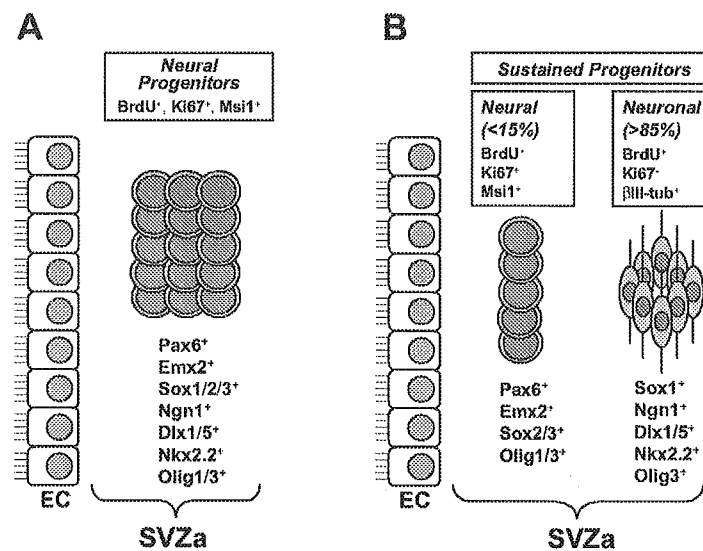 A
Neural
Progenitors
BrdU⁺, Ki67⁺, Msi1⁺
Pax6⁺
Emx2⁺
Sox1/2/3⁺
Ngn1⁺
Dlx1/5⁺
Nkx2.2⁺
Olig1/3⁺
EC
SVZa
B
Sustained Progenitors
Neural
(<15%)
BrdU⁺
Ki67⁺
Msi1⁺
Neuronal
(>85%)
BrdU⁺
Ki67⁻
βIII-tub⁺
Pax6⁺
Emx2⁺
Sox2/3⁺
Olig1/3⁺
Sox1⁺
Ngn1⁺
Dlx1/5⁺
Nkx2.2⁺
Olig3⁺
EC
SVZa